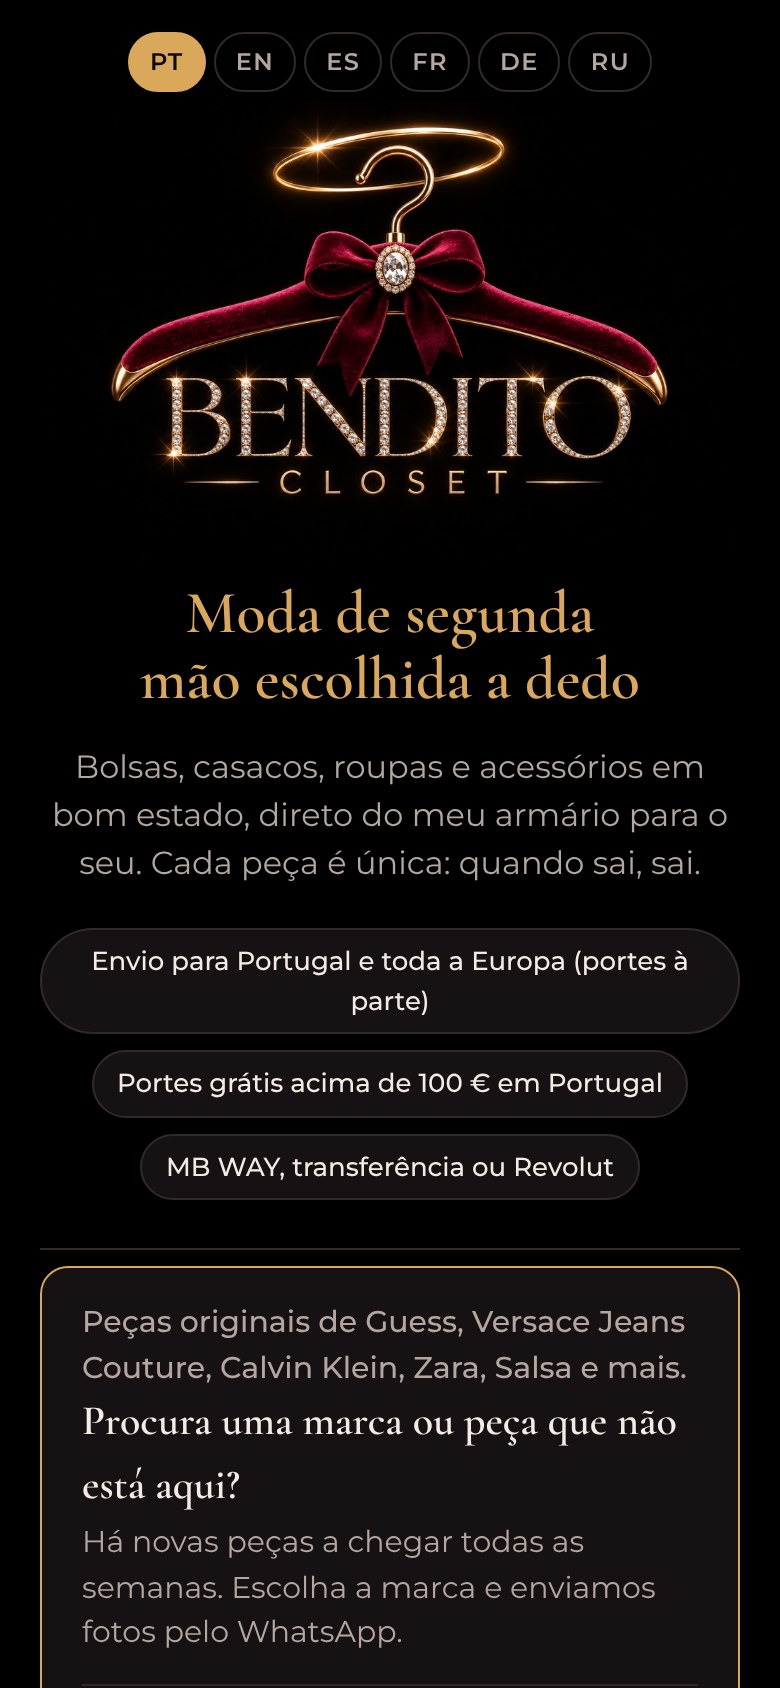 PT EN ES FR DE RU
BENDITO
CLOSET
Moda de segunda
mão escolhida a dedo
Bolsas, casacos, roupas e acessórios em
bom estado, direto do meu armário para o
seu. Cada peça é única: quando sai, sai.
Envio para Portugal e toda a Europa (portes à
parte)
Portes grátis acima de 100 € em Portugal
MB WAY, transferência ou Revolut
Peças originais de Guess, Versace Jeans
Couture, Calvin Klein, Zara, Salsa e mais.
Procura uma marca ou peça que não
está aqui?
Há novas peças a chegar todas as
semanas. Escolha a marca e enviamos
fotos pelo WhatsApp.